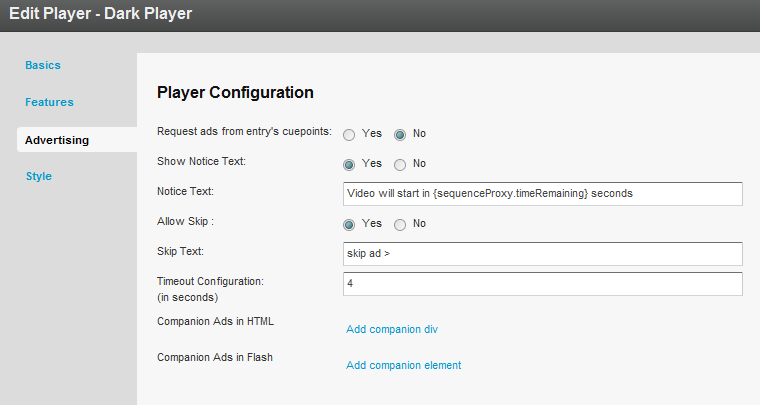 Edit Player - Dark Player
Basics
Features
Advertising
Style
Player Configuration
Request ads from entry's cuepoints: Yes No
Show Notice Text: Yes No
Notice Text: Video will start in {sequenceProxy.timeRemaining} seconds
Allow Skip : Yes No
Skip Text: skip ad >
Timeout Configuration: 4
(in seconds)
Companion Ads in HTML Add companion div
Companion Ads in Flash Add companion element